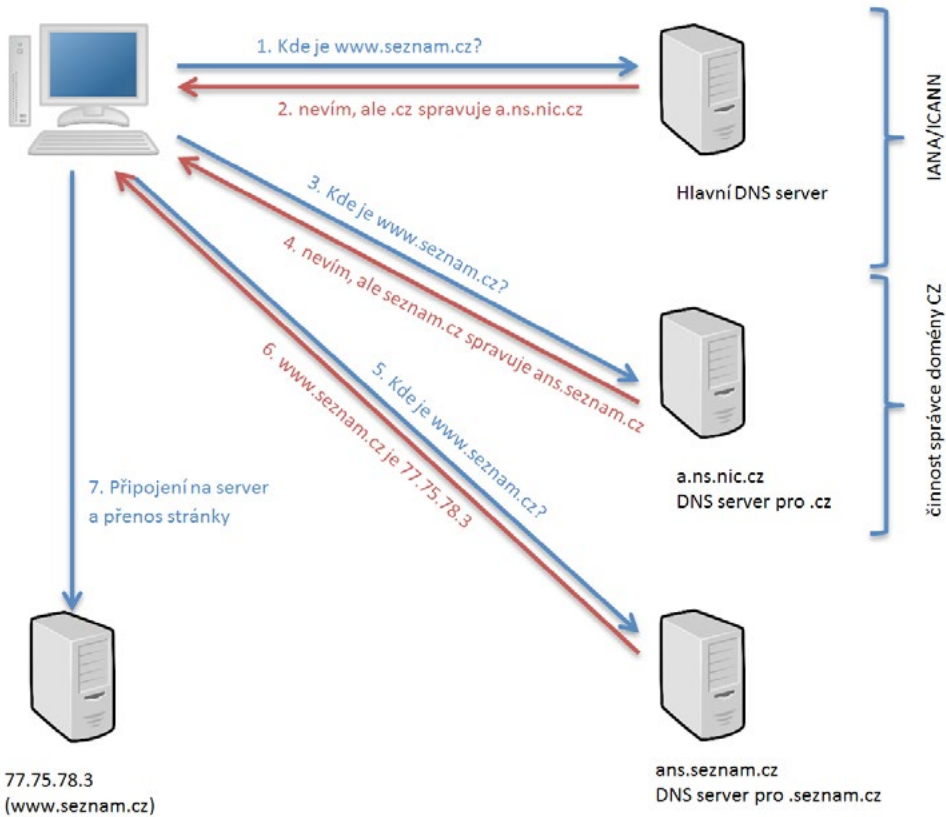 1. Kde je www.seznam.cz?
2. nevím, ale .cz spravuje a.ns.nic.cz
Hlavní DNS server
IANA/ICANN
3. Kde je www.seznam.cz?
4. nevím, ale seznam.cz spravuje ans.seznam.cz
a.ns.nic.cz
DNS server pro .cz
činnost správce domény CZ
5. Kde je www.seznam.cz?
6. www.seznam.cz je 77.75.78.3
7. Připojení na server
a přenos stránky
77.75.78.3
(www.seznam.cz)
ans.seznam.cz
DNS server pro .seznam.cz